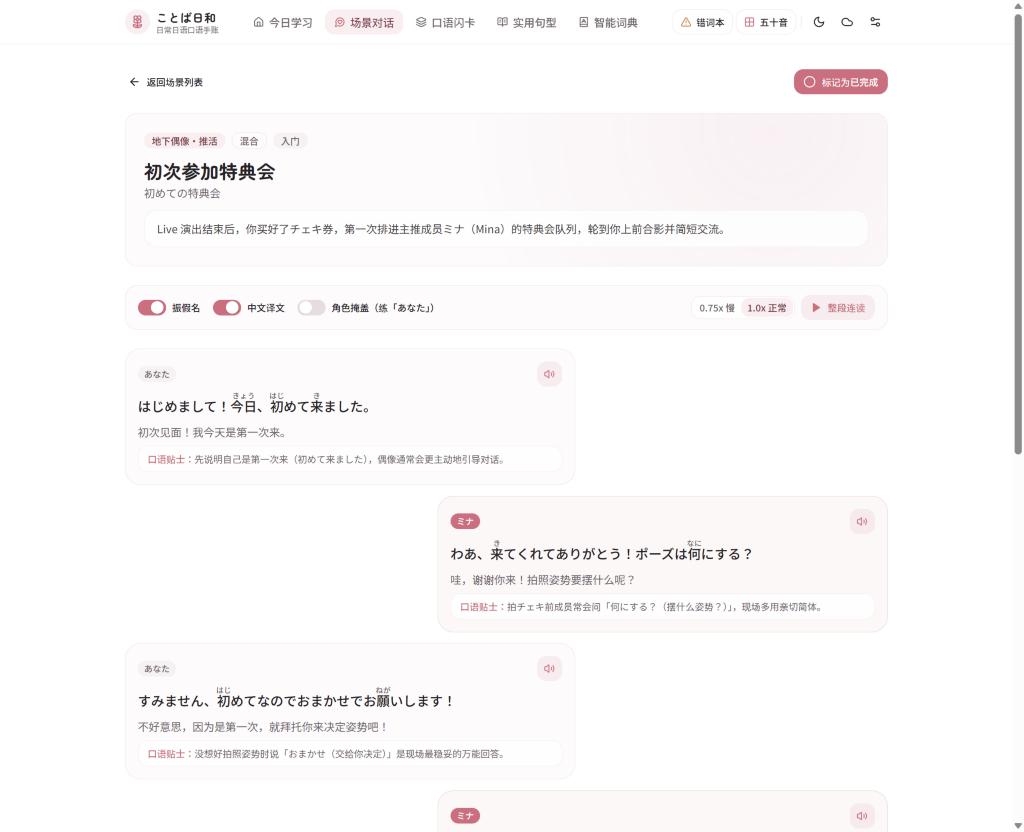 ことば日和
日常日语口语手账
今日学习
场景对话
口语闪卡
实用句型
智能词典
错词本
五十音
返回场景列表
标记为已完成
地下偶像・推活
混合
入门
初次参加特典会
初めての特典会
Live 演出结束后，你买好了チェキ券，第一次排进主推成员ミナ（Mina）的特典会队列，轮到你上前合影并简短交流。
振假名
中文译文
角色掩盖（练「あなた」）
0.75x 慢
1.0x 正常
整段连读
あなた
きょう はじ き
はじめまして！今日、初めて来ました。
初次见面！我今天是第一次来。
口语贴士：先说明自己是第一次来（初めて来ました），偶像通常会更主动地引导对话。
ミナ
き なに
わあ、来てくれてありがとう！ポーズは何にする？
哇，谢谢你来！拍照姿势要摆什么呢？
口语贴士：拍チェキ前成员常会问「何にする？（摆什么姿势？）」，现场多用亲切简体。
あなた
はじ ねが
すみません、初めてなのでおまかせでお願いします！
不好意思，因为是第一次，就拜托你来决定姿势吧！
口语贴士：没想好拍照姿势时说「おまかせ（交给你决定）」是现场最稳妥的万能回答。
ミナ